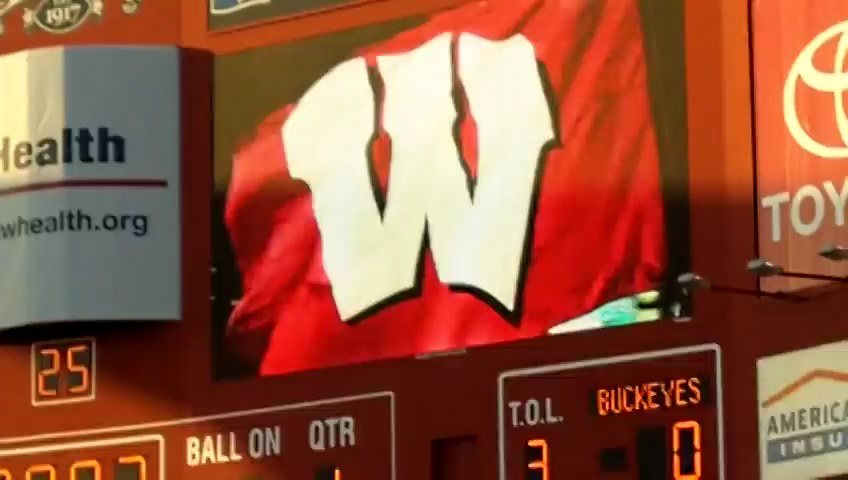 1917
Health
whealth.org
W
TOY
25
BALL ON QTR
T.O.L. BUCKEYES
3 0
AMERICA
INSU